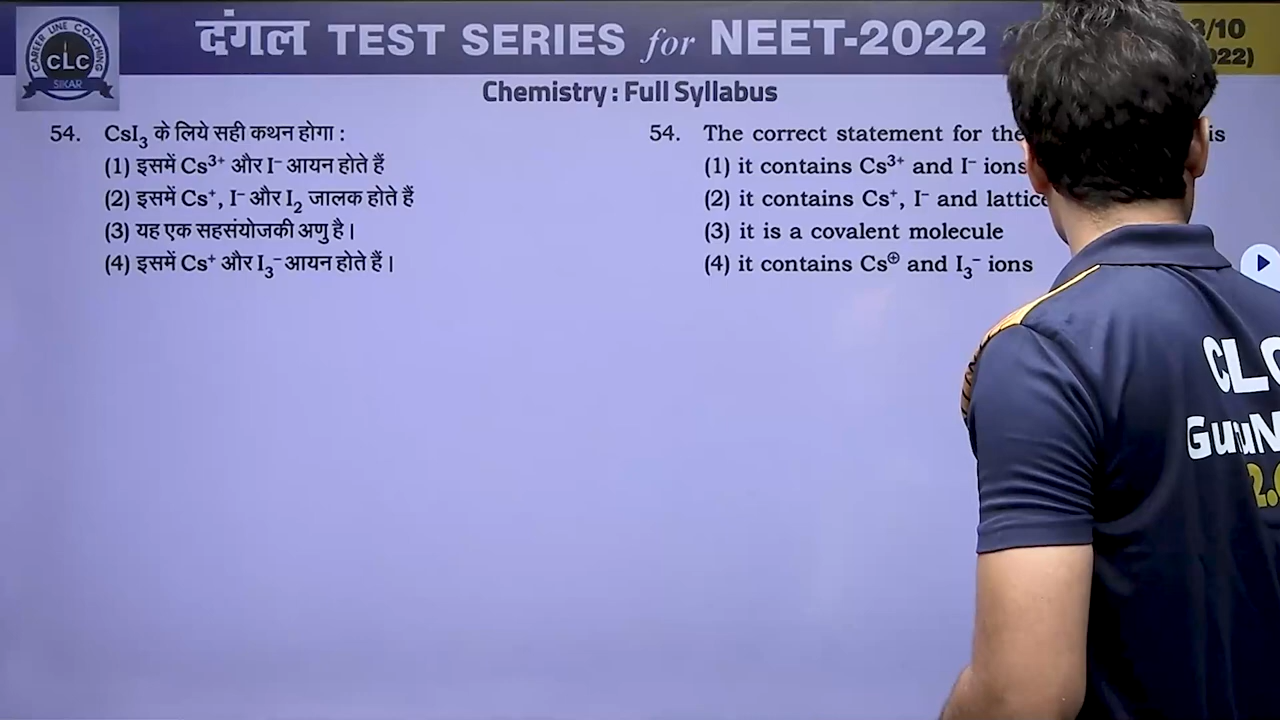 CAREER LINE COACHING
CLC
SIKAR
दंगल TEST SERIES for NEET-2022
3/10
022)
Chemistry : Full Syllabus
54. CsI₃ के लिये सही कथन होगा :
(1) इसमें Cs³⁺ और I⁻ आयन होते हैं
(2) इसमें Cs⁺, I⁻ और I₂ जालक होते हैं
(3) यह एक सहसंयोजकी अणु है।
(4) इसमें Cs⁺ और I₃⁻ आयन होते हैं।
54. The correct statement for the is
(1) it contains Cs³⁺ and I⁻ ions
(2) it contains Cs⁺, I⁻ and lattice
(3) it is a covalent molecule
(4) it contains Cs⊕ and I₃⁻ ions
CLC